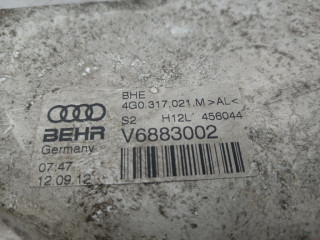 BHE
4G0.317.021.M >AL<
S2 H12L 456044
BEHR V6883002
Germany
07:47
12.09.12